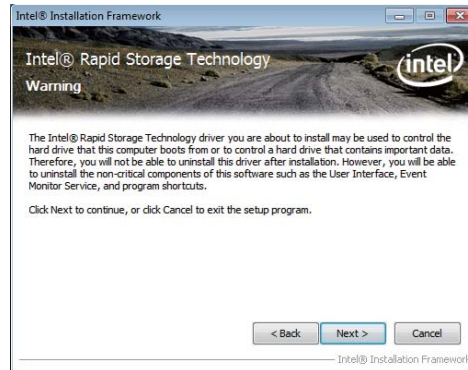 Intel® Installation Framework
Intel® Rapid Storage Technology
Warning
intel
The Intel® Rapid Storage Technology driver you are about to install may be used to control the
hard drive that this computer boots from or to control a hard drive that contains important data.
Therefore, you will not be able to uninstall this driver after installation. However, you will be able
to uninstall the non-critical components of this software such as the User Interface, Event
Monitor Service, and program shortcuts.
Click Next to continue, or click Cancel to exit the setup program.
< Back Next > Cancel
Intel® Installation Framework